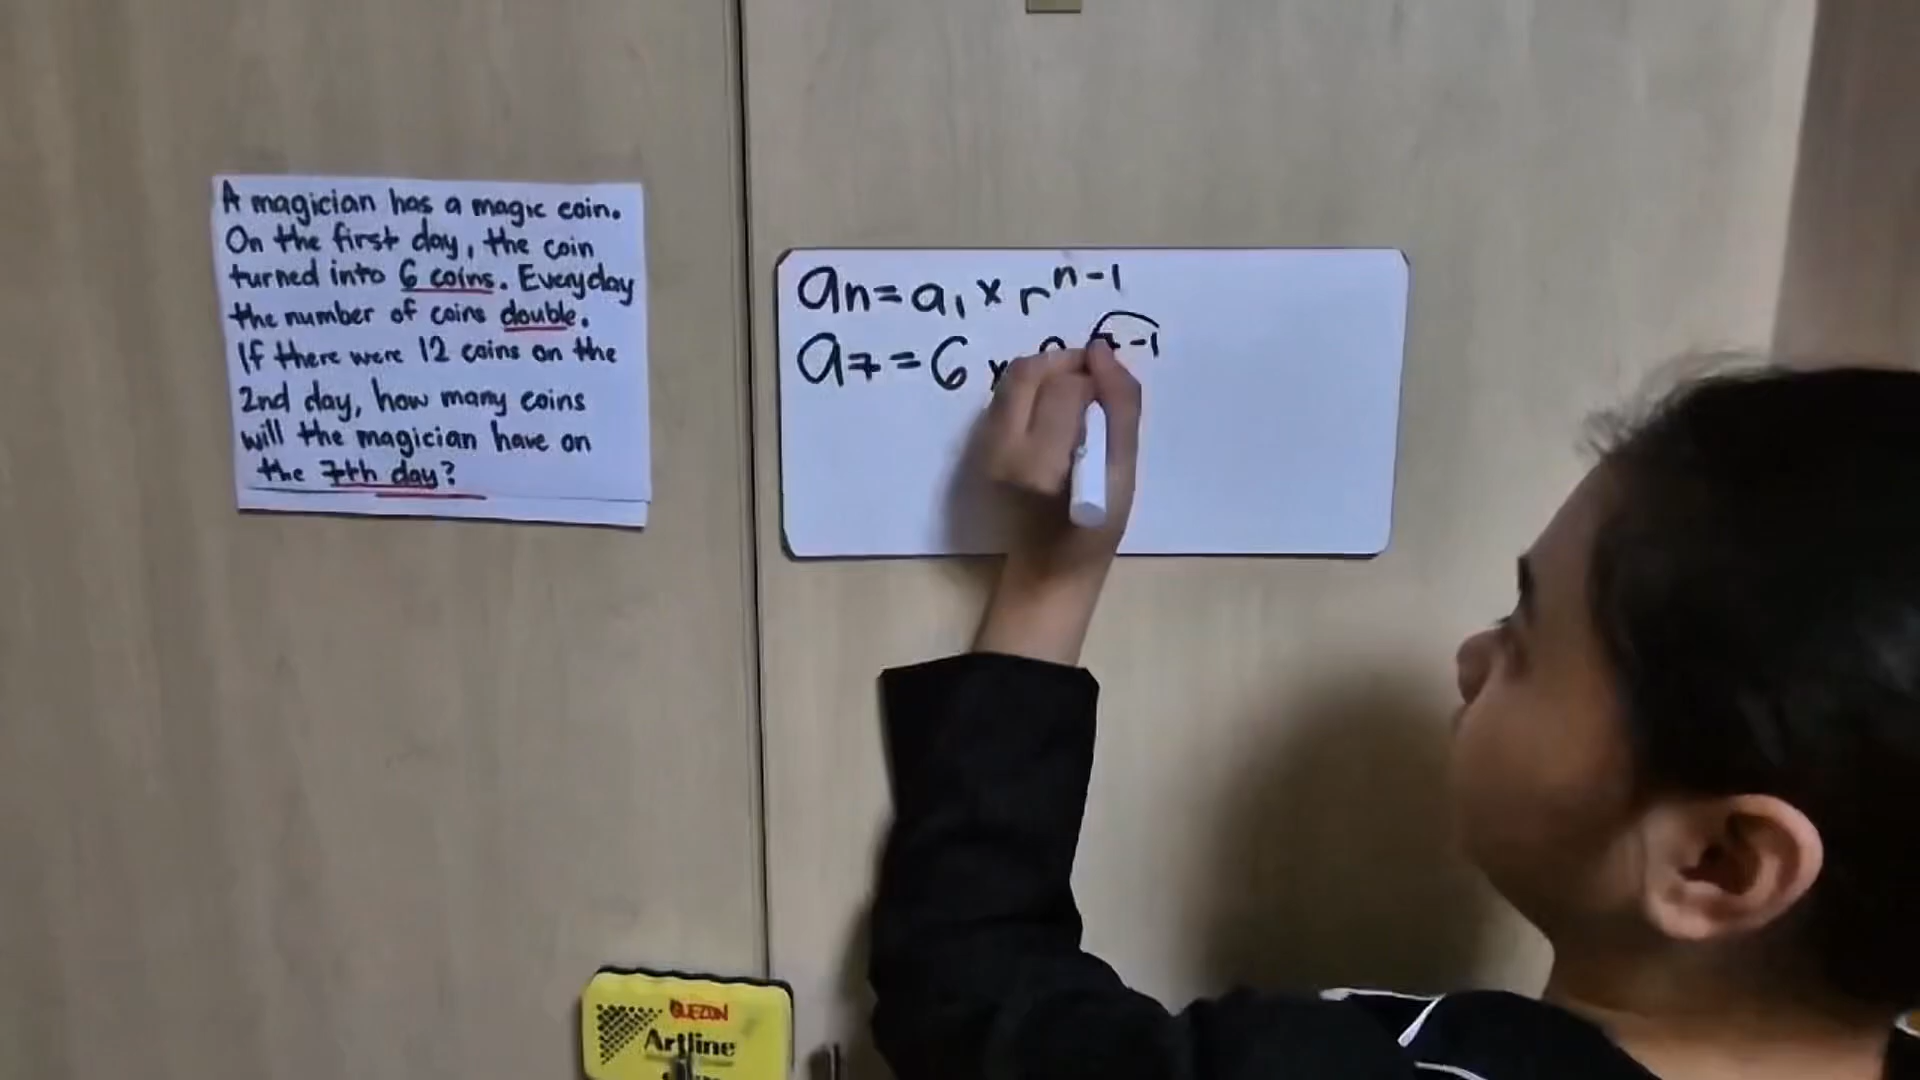 A magician has a magic coin.
On the first day, the coin
turned into 6 coins. Everyday
the number of coins double.
If there were 12 coins on the
2nd day, how many coins
will the magician have on
the 7th day?
an = a1 × r^n-1
a7 = 6 × 7-1
QUEZON
Artline